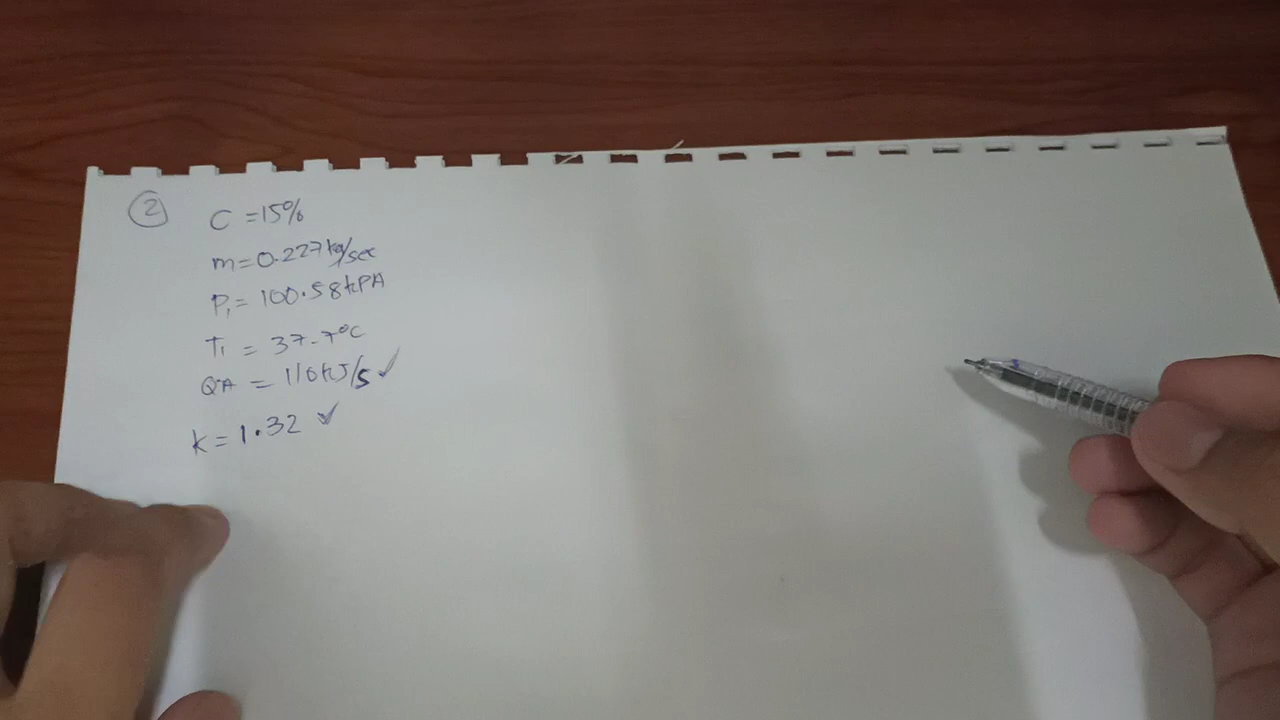 2
C = 15%
m = 0.227 kg/sec
P₁ = 100.58 kPA
T₁ = 37.7°C
QA = 110 kJ/s ✓
k = 1.32 ✓